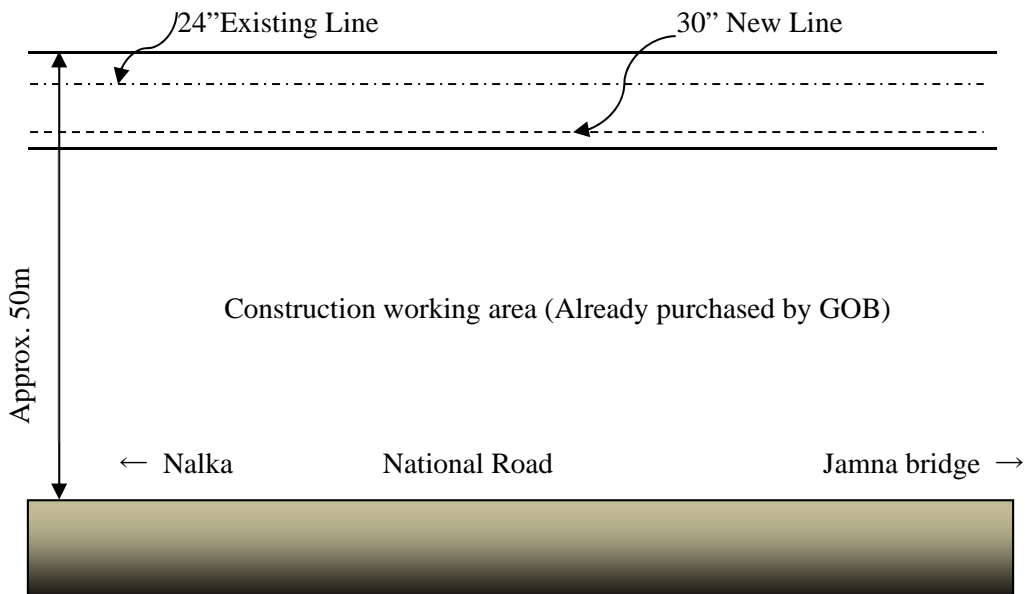 24”Existing Line
30” New Line
Approx. 50m
Construction working area (Already purchased by GOB)
← Nalka
National Road
Jamna bridge →